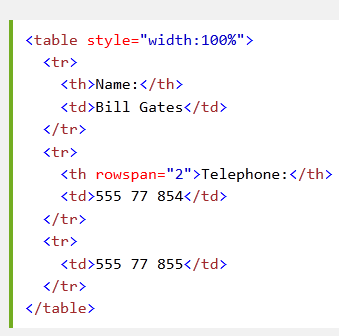 <table style="width:100%">
  <tr>
    <th>Name:</th>
    <td>Bill Gates</td>
  </tr>
  <tr>
    <th rowspan="2">Telephone:</th>
    <td>555 77 854</td>
  </tr>
  <tr>
    <td>555 77 855</td>
  </tr>
</table>